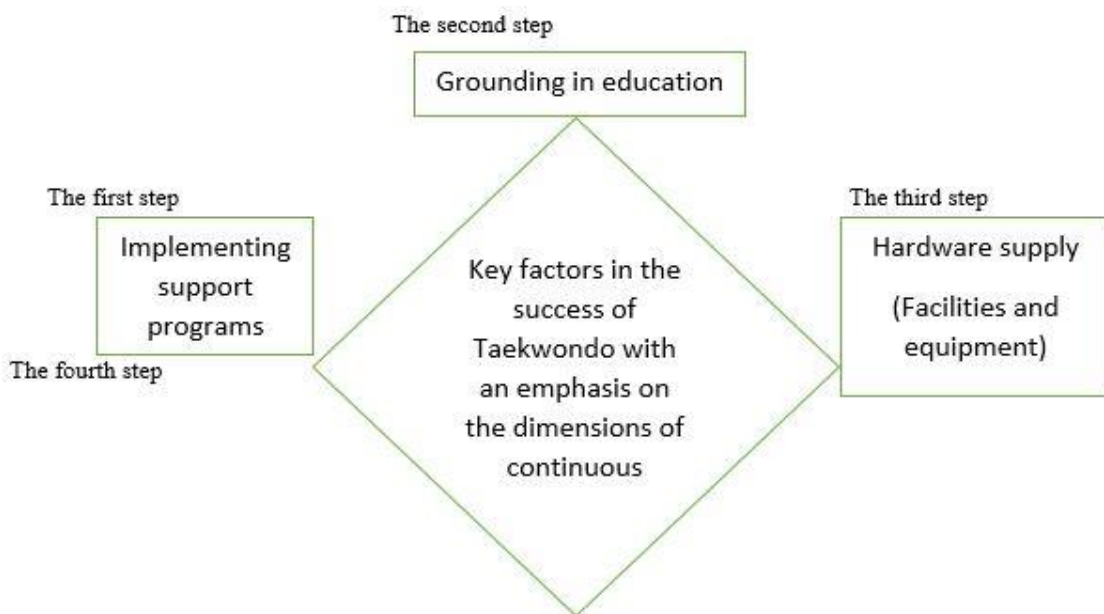 The second step
Grounding in education
The first step
Implementing
support
programs
The fourth step
The third step
Hardware supply
(Facilities and
equipment)
Key factors in the
success of
Taekwondo with
an emphasis on
the dimensions of
continuous